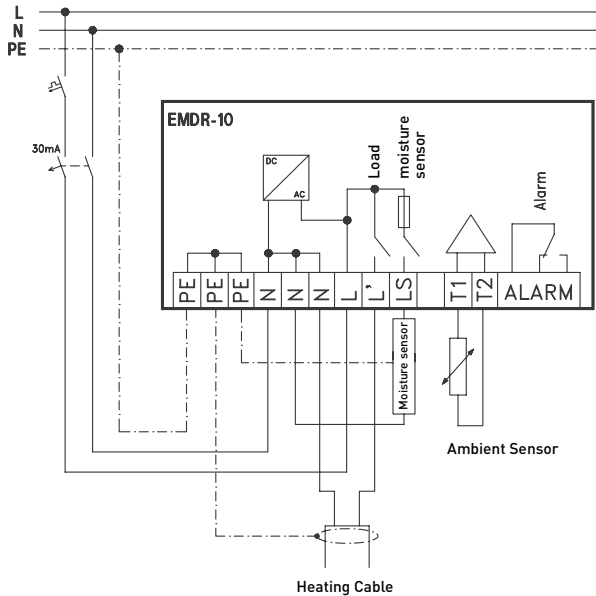 L
N
PE
EMDR-10
30mA
DC
AC
Load
moisture
sensor
Alarm
PE
PE
PE
N
N
N
L
L'
LS
T1
T2
ALARM
Moisture sensor
Ambient Sensor
Heating Cable